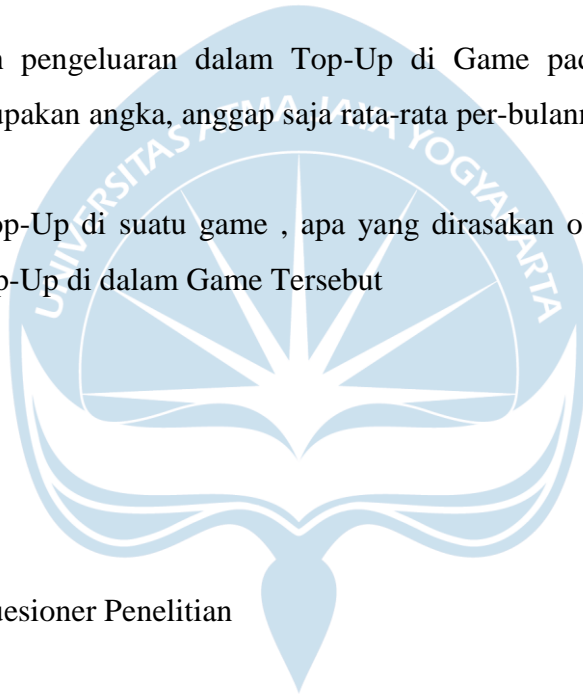 pengeluaran dalam Top-Up di Game
upakan angka, anggap saja rata-rata per-bulann
op-Up di suatu game , apa yang dirasakan o
p-Up di dalam Game Tersebut
UNIVERSITAS ATMA JAYA YOGYAKARTA
uesioner Penelitian